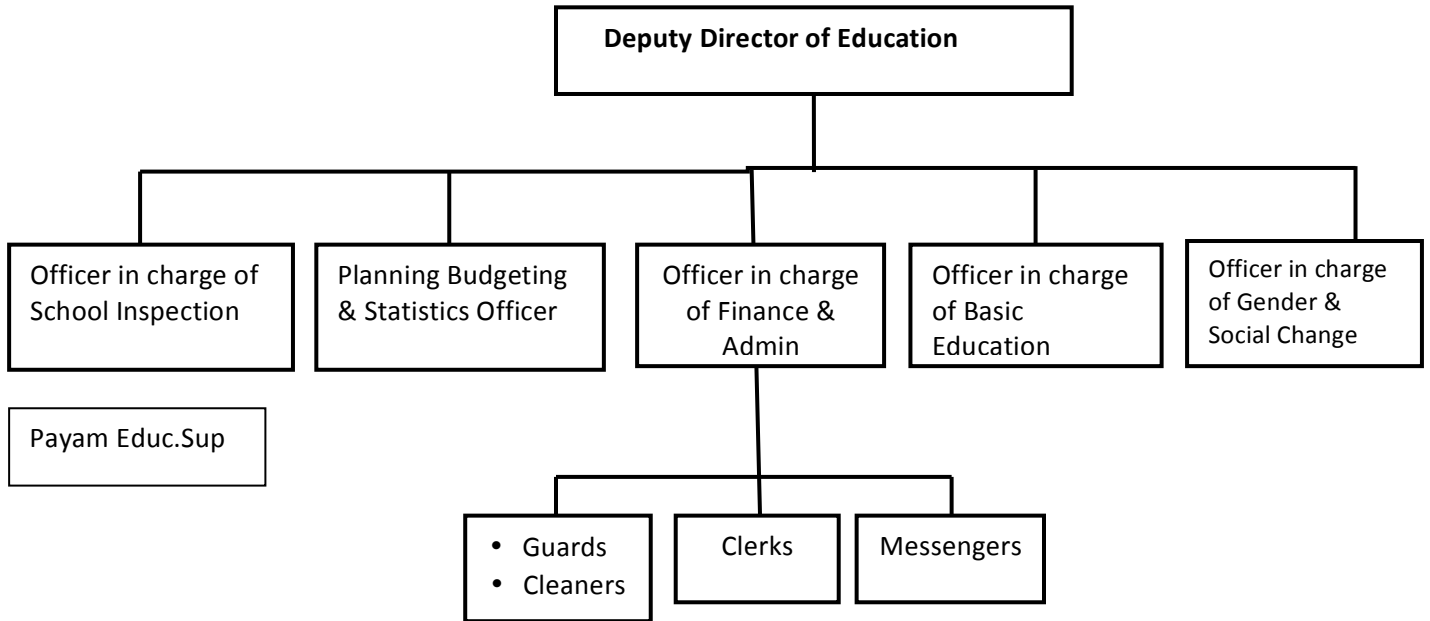 Deputy Director of Education
Officer in charge of
School Inspection
Planning Budgeting
& Statistics Officer
Officer in charge
of Finance &
Admin
Officer in charge
of Basic
Education
Officer in charge
of Gender &
Social Change
Payam Educ.Sup
• Guards
• Cleaners
Clerks
Messengers